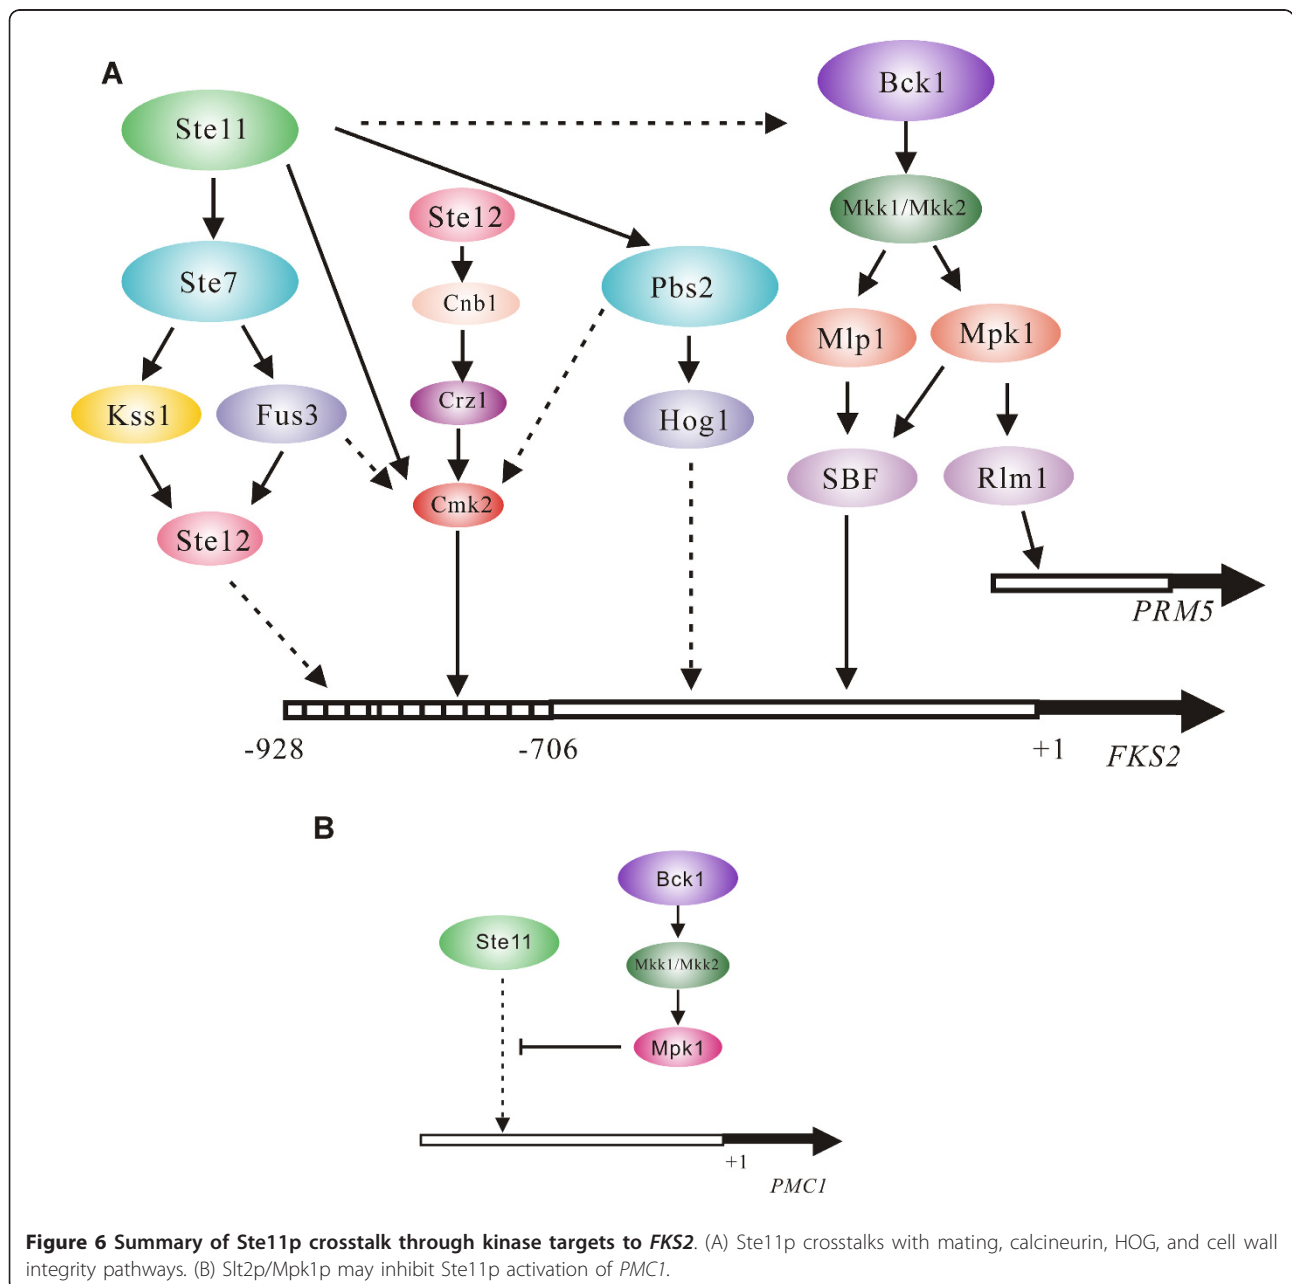 A
Bck1
Ste11
Mkk1/Mkk2
Ste12
Ste7
Pbs2
Cnb1
Mlp1
Mpk1
Kss1
Fus3
Crz1
Hog1
SBF
Rlm1
Cmk2
Ste12
PRM5
-928
-706
+1
FKS2
B
Bck1
Ste11
Mkk1/Mkk2
Mpk1
+1
PMC1
Figure 6 Summary of Ste11p crosstalk through kinase targets to FKS2. (A) Ste11p crosstalks with mating, calcineurin, HOG, and cell wall
integrity pathways. (B) Slt2p/Mpk1p may inhibit Ste11p activation of PMC1.